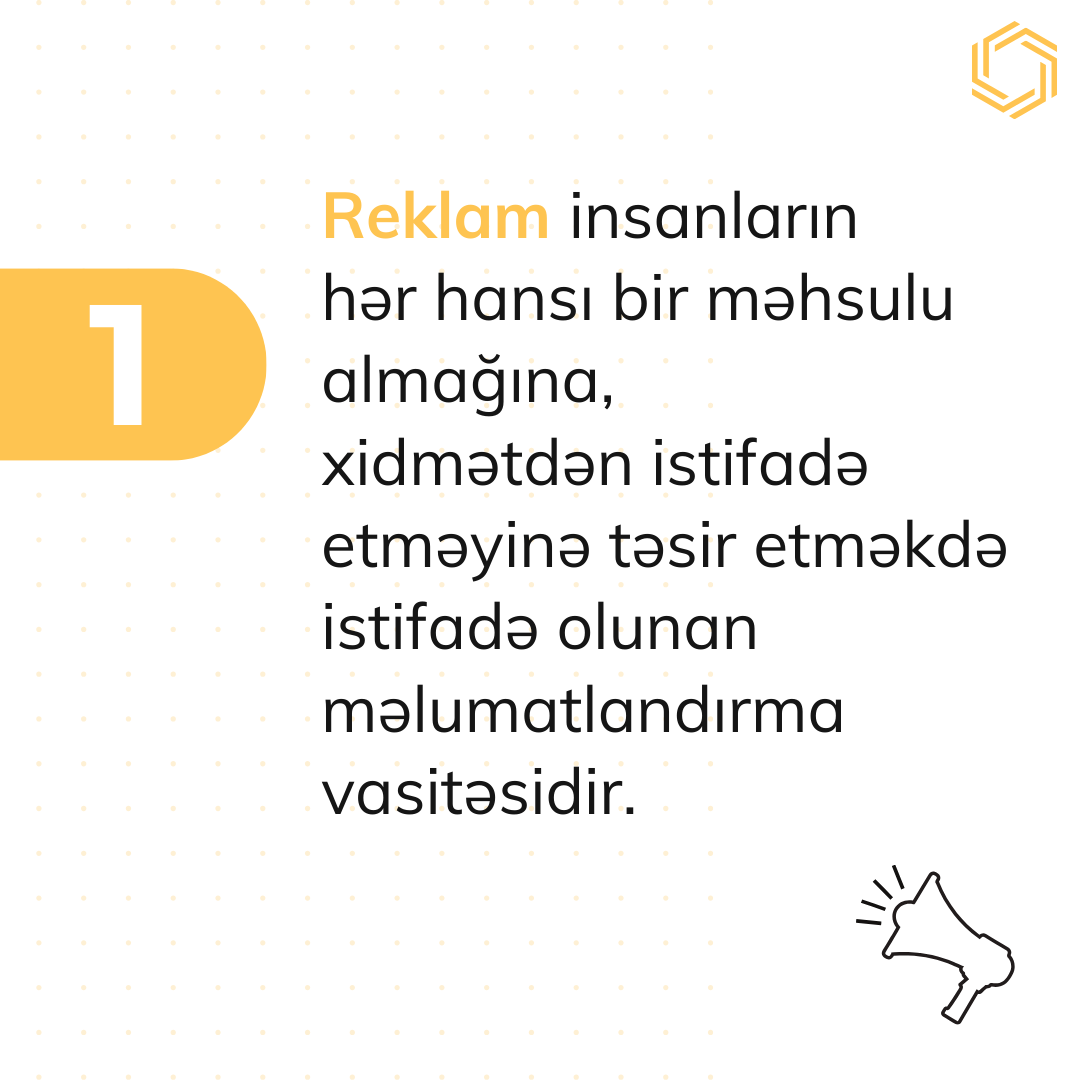 1
Reklam insanların
hər hansı bir məhsulu
almağına,
xidmətdən istifadə
etməyinə təsir etməkdə
istifadə olunan
məlumatlandırma
vasitəsidir.